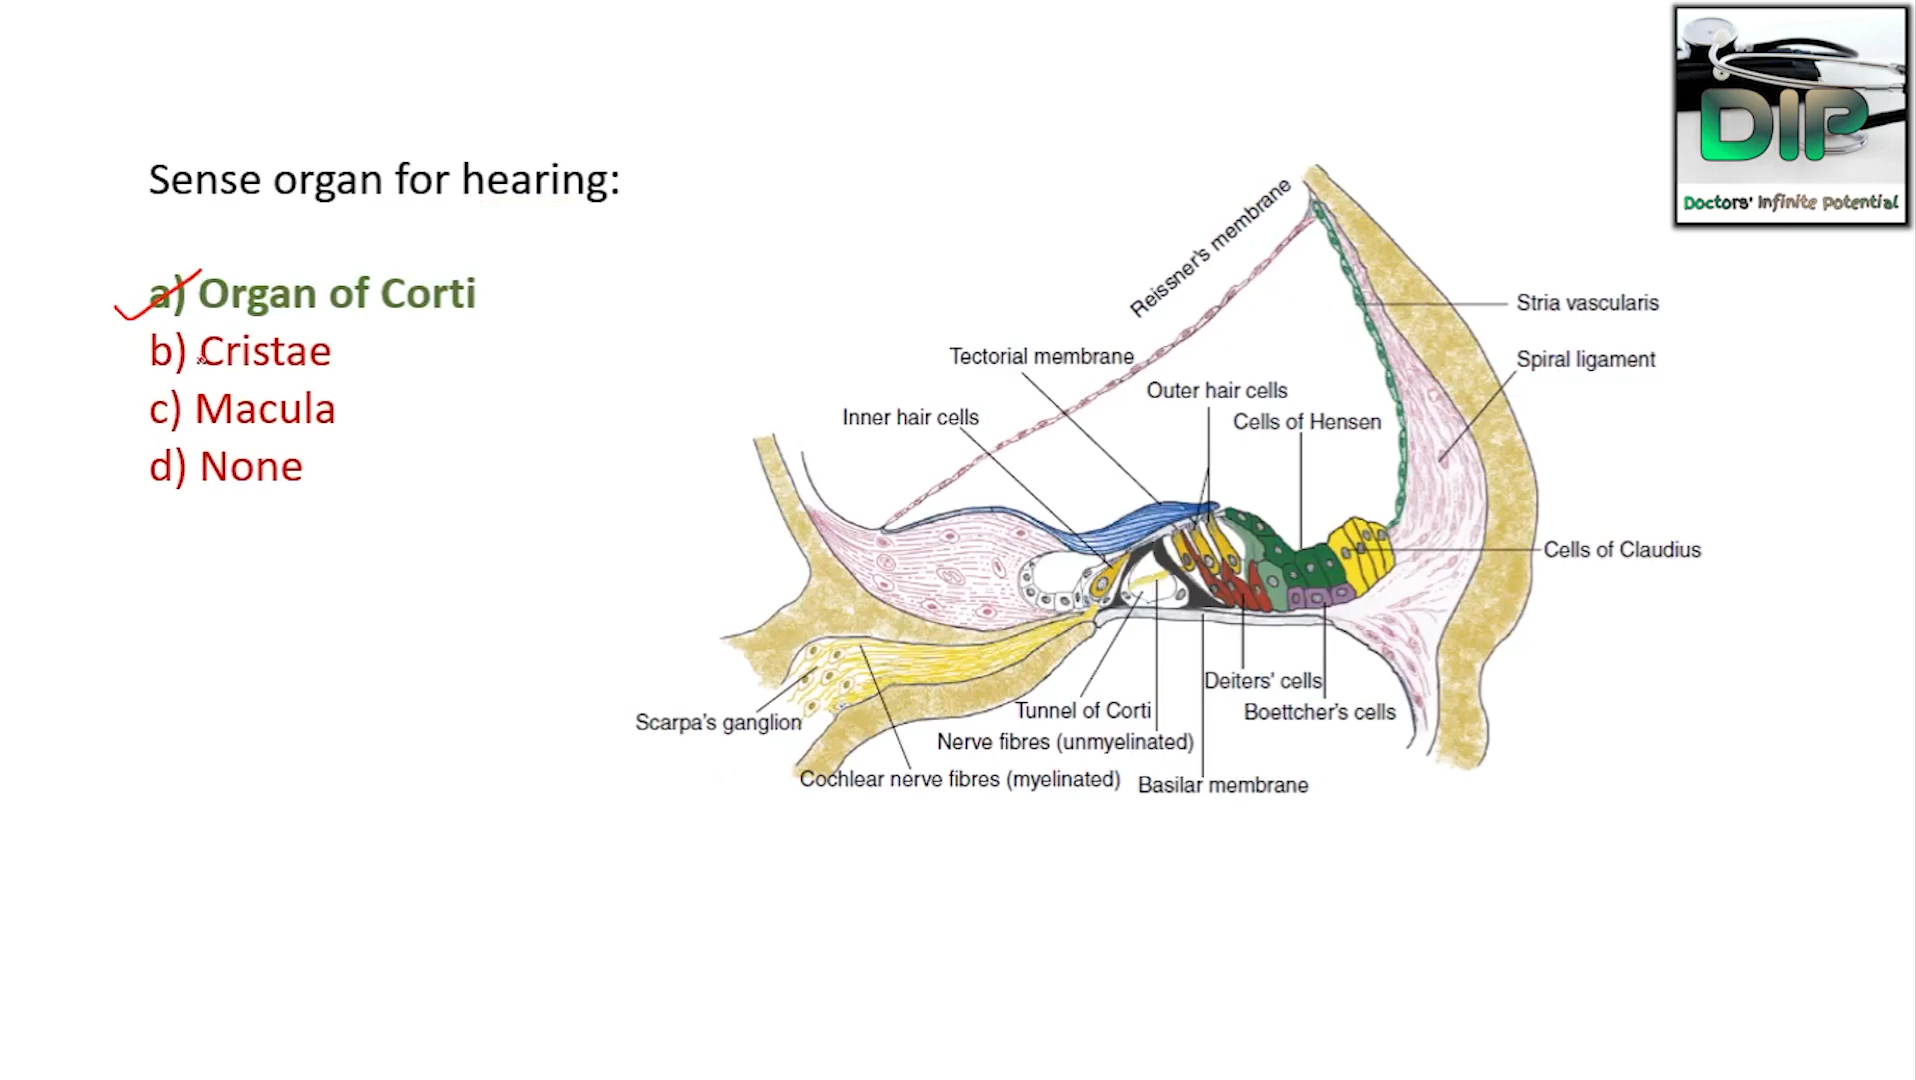 DIP
Doctors' Infinite Potential
Sense organ for hearing:
a) Organ of Corti
b) Cristae
c) Macula
d) None
Reissner's membrane
Stria vascularis
Tectorial membrane
Spiral ligament
Outer hair cells
Inner hair cells
Cells of Hensen
Cells of Claudius
Deiters' cells
Scarpa's ganglion
Tunnel of Corti
Boettcher's cells
Nerve fibres (unmyelinated)
Cochlear nerve fibres (myelinated)
Basilar membrane